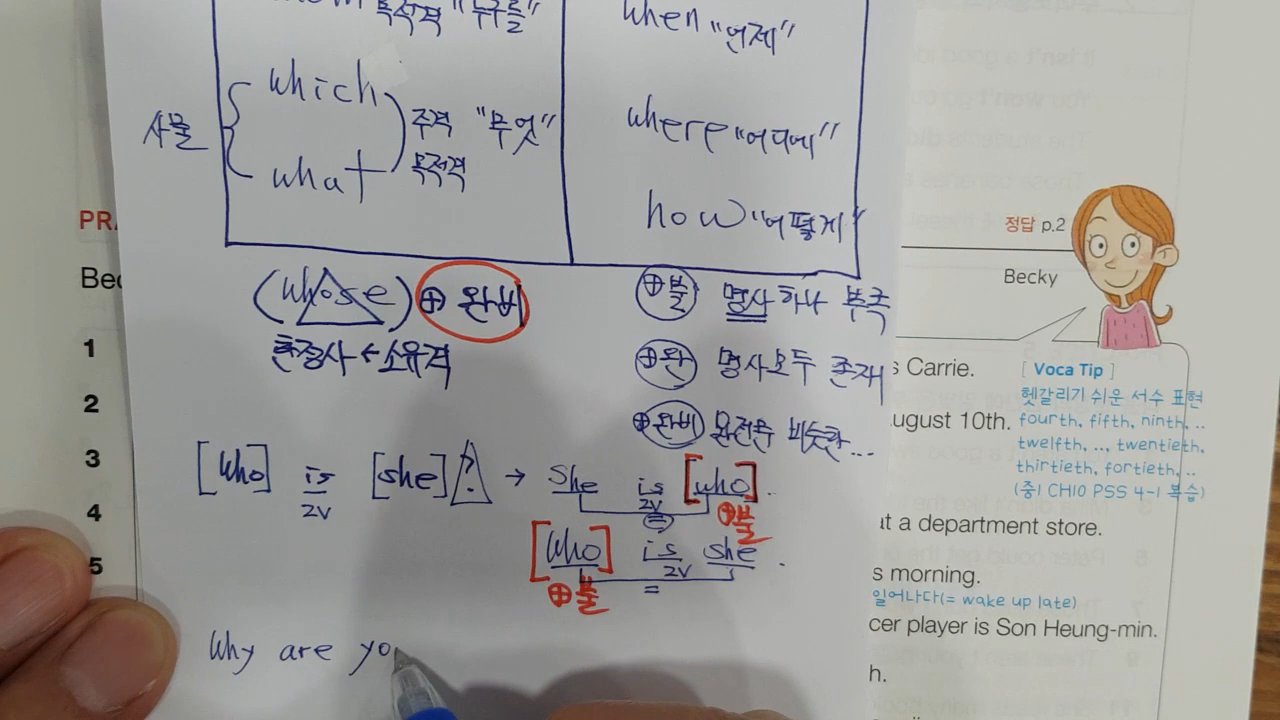 목적격 "누구를"
when "언제"
which
사물
주격 "무엇"
what
목적격
where "어디에"
how "어떻게"
(whose) ⊕ 완비
한정사 ← 소유격
⊕불 명사 하나 부족
⊕완 명사 모두 존재
⊕완비 완전은 비슷한...
[Who] is [she]? → She is [who].
2V
2V
=
⊕불
[Who] is she.
2V
⊕불
=
Why are yo
PR
Bec
1
2
3
4
5
정답 p.2
Becky
s Carrie.
ugust 10th.
[ Voca Tip ]
헷갈리기 쉬운 서수 표현
fourth, fifth, ninth, ..
twelfth, .., twentieth,
thirtieth, fortieth, ..
(중1 CH10 PSS 4-1 복습)
at a department store.
s morning.
일어나다(= wake up late)
cer player is Son Heung-min.
h.